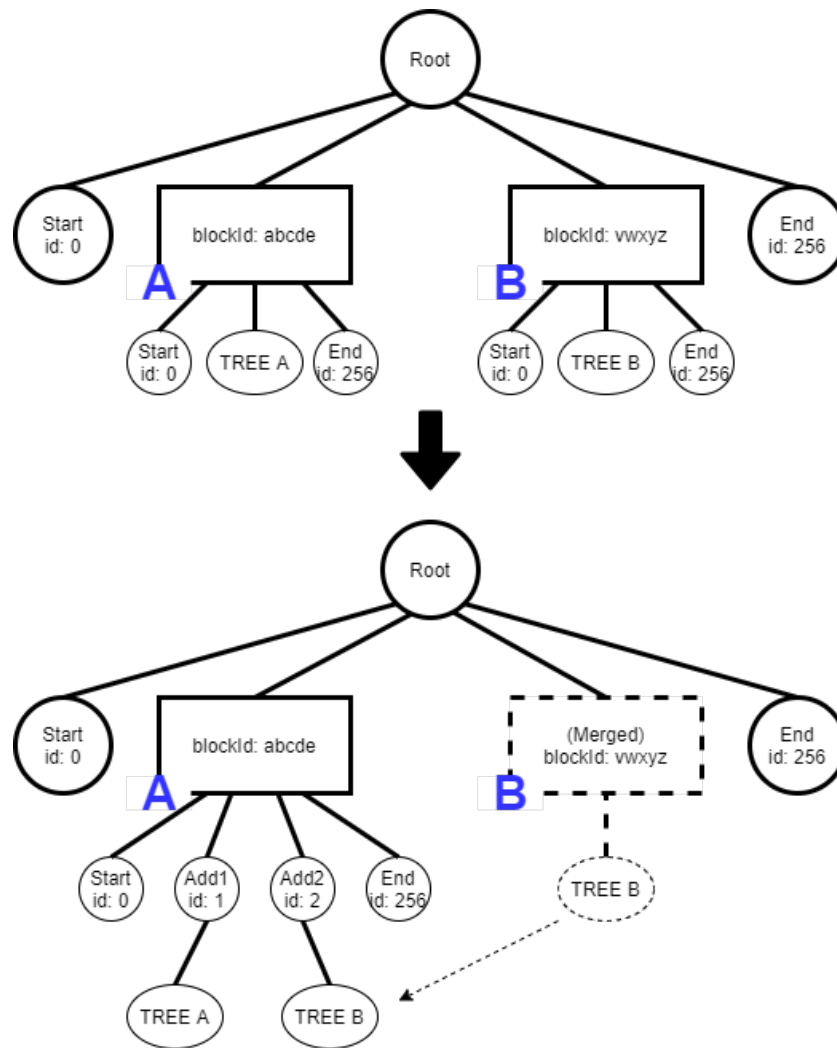 Root
Start
id: 0
blockId: abcde
blockId: vwxyz
End
id: 256
A
B
Start
id: 0
TREE A
End
id: 256
Start
id: 0
TREE B
End
id: 256
Root
Start
id: 0
blockId: abcde
(Merged)
blockId: vwxyz
End
id: 256
A
B
Start
id: 0
Add1
id: 1
Add2
id: 2
End
id: 256
TREE B
TREE A
TREE B